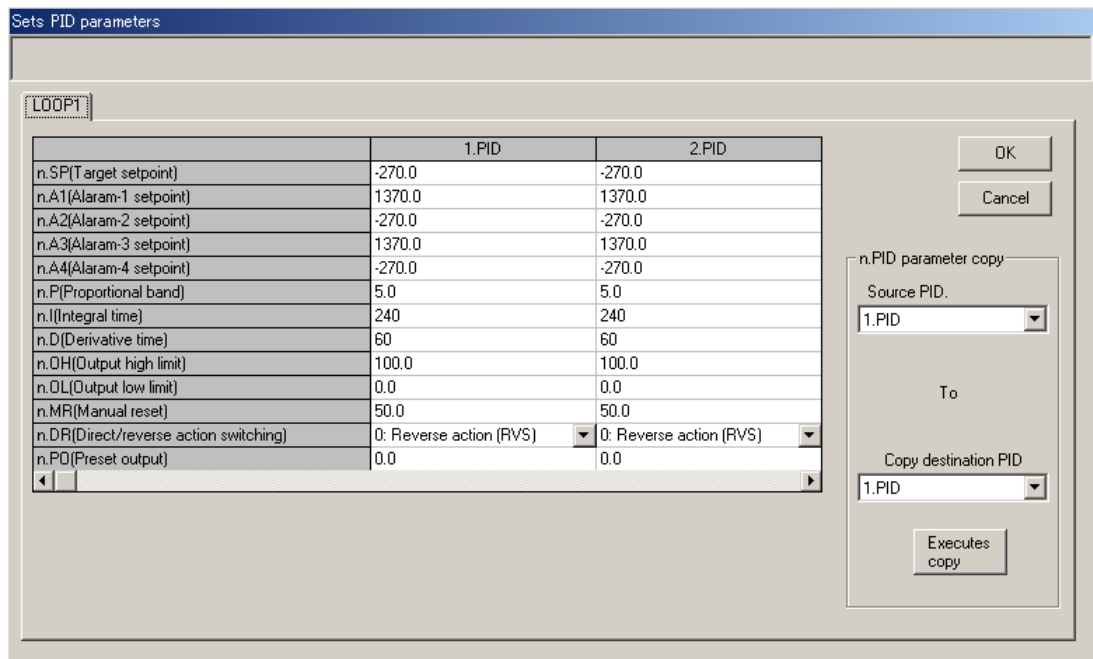 Sets PID parameters
LOOP1
1.PID 2.PID
n.SP(Target setpoint) -270.0 -270.0
n.A1(Alaram-1 setpoint) 1370.0 1370.0
n.A2(Alaram-2 setpoint) -270.0 -270.0
n.A3(Alaram-3 setpoint) 1370.0 1370.0
n.A4(Alaram-4 setpoint) -270.0 -270.0
n.P(Proportional band) 5.0 5.0
n.I(Integral time) 240 240
n.D(Derivative time) 60 60
n.OH(Output high limit) 100.0 100.0
n.OL(Output low limit) 0.0 0.0
n.MR(Manual reset) 50.0 50.0
n.DR(Direct/reverse action switching) 0: Reverse action (RVS) 0: Reverse action (RVS)
n.PO(Preset output) 0.0 0.0
OK
Cancel
n.PID parameter copy
Source PID.
1.PID
To
Copy destination PID
1.PID
Executes
copy